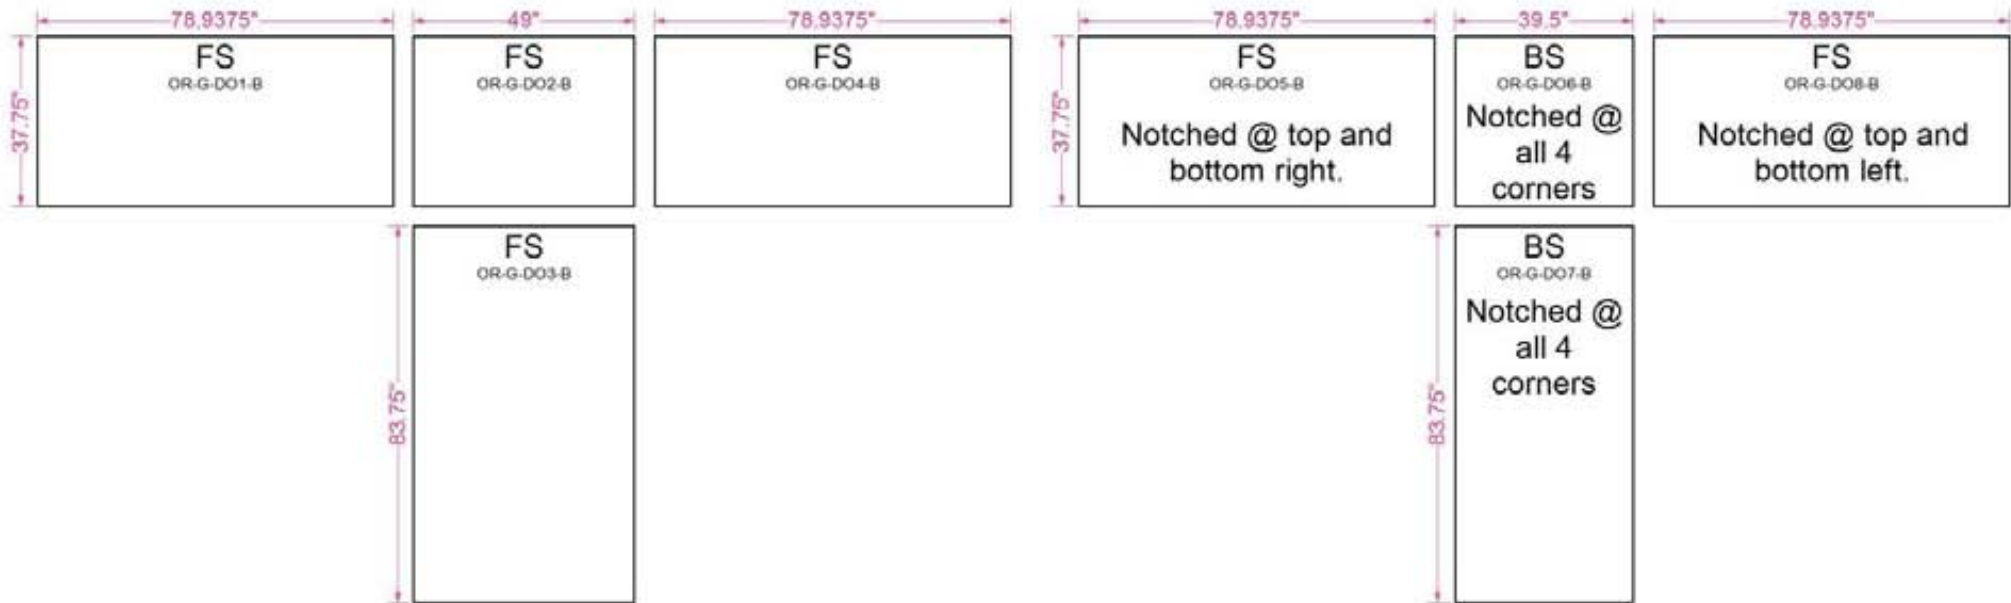 78.9375"
49"
78.9375"
78.9375"
39.5"
78.9375"
37.75"
FS
OR-G-DO1-B
FS
OR-G-DO2-B
FS
OR-G-DO4-B
37.75"
FS
OR-G-DO5-B
Notched @ top and
bottom right.
BS
OR-G-DO6-B
Notched @
all 4
corners
FS
OR-G-DO8-B
Notched @ top and
bottom left.
83.75"
FS
OR-G-DO3-B
83.75"
BS
OR-G-DO7-B
Notched @
all 4
corners